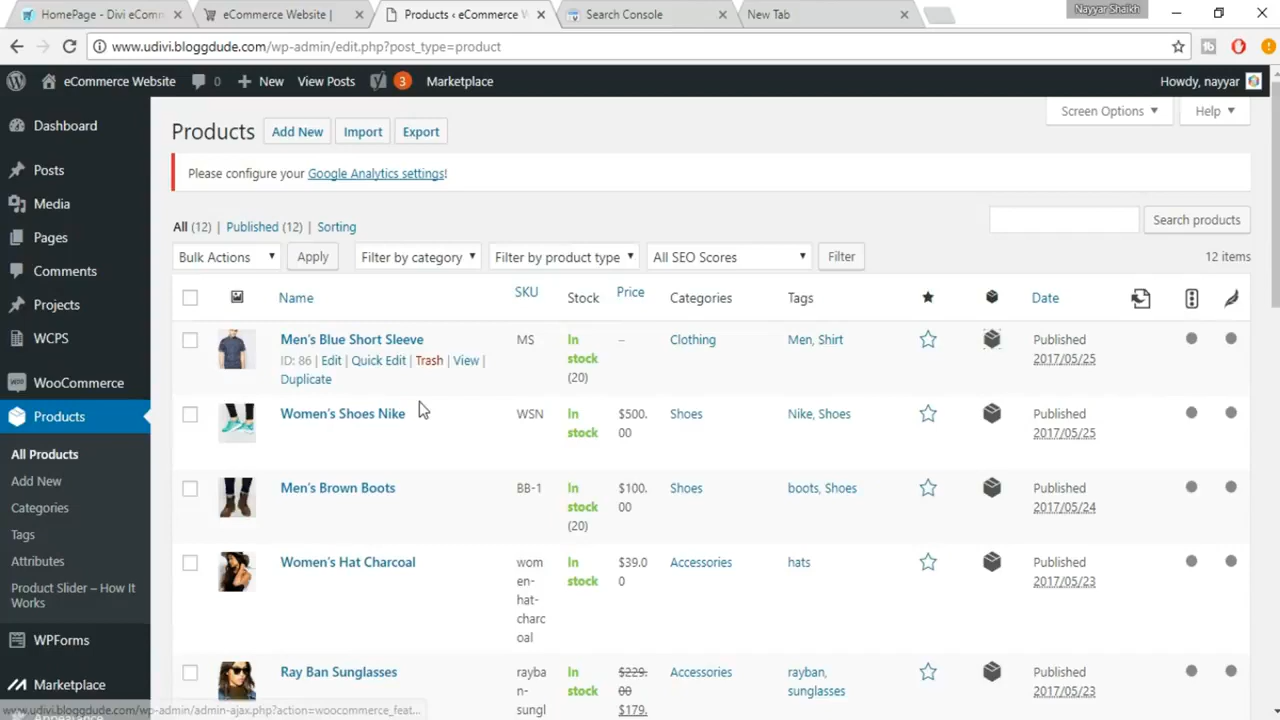 HomePage - Divi eComm
eCommerce Website |
Products ‹ eCommerce W
Search Console
New Tab
Nayyar Shaikh
www.udivi.bloggdude.com/wp-admin/edit.php?post_type=product
eCommerce Website
0
New
View Posts
3
Marketplace
Howdy, nayyar
Dashboard
Posts
Media
Pages
Comments
Projects
WCPS
WooCommerce
Products
All Products
Add New
Categories
Tags
Attributes
Product Slider – How It
Works
WPForms
Marketplace
Appearance
Screen Options
Help
Products
Add New
Import
Export
Please configure your Google Analytics settings!
All (12) | Published (12) | Sorting
Search products
Bulk Actions
Apply
Filter by category
Filter by product type
All SEO Scores
Filter
12 items
Name
SKU
Stock
Price
Categories
Tags
Date
Men's Blue Short Sleeve
ID: 86 | Edit | Quick Edit | Trash | View |
Duplicate
MS
In
stock
(20)
–
Clothing
Men, Shirt
Published
2017/05/25
Women's Shoes Nike
WSN
In
stock
$500.
00
Shoes
Nike, Shoes
Published
2017/05/25
Men's Brown Boots
BB-1
In
stock
(20)
$100.
00
Shoes
boots, Shoes
Published
2017/05/24
Women's Hat Charcoal
wom
en-
hat-
charc
oal
In
stock
$39.0
0
Accessories
hats
Published
2017/05/23
Ray Ban Sunglasses
rayba
n-
sungl
In
stock
$229.
00
$179.
Accessories
rayban,
sunglasses
Published
2017/05/23
www.udivi.bloggdude.com/wp-admin/admin-ajax.php?action=woocommerce_feat...